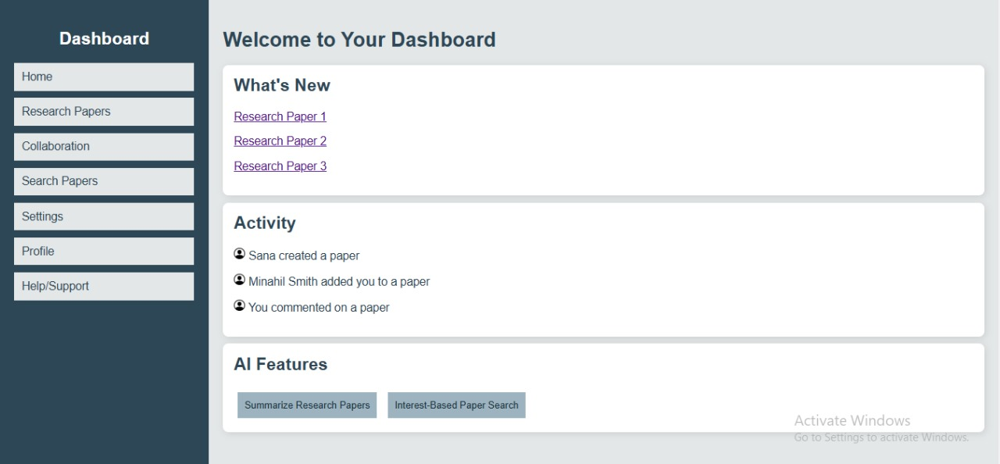 Dashboard
Home
Research Papers
Collaboration
Search Papers
Settings
Profile
Help/Support
Welcome to Your Dashboard
What's New
Research Paper 1
Research Paper 2
Research Paper 3
Activity
Sana created a paper
Minahil Smith added you to a paper
You commented on a paper
AI Features
Summarize Research Papers
Interest-Based Paper Search
Activate Windows
Go to Settings to activate Windows.